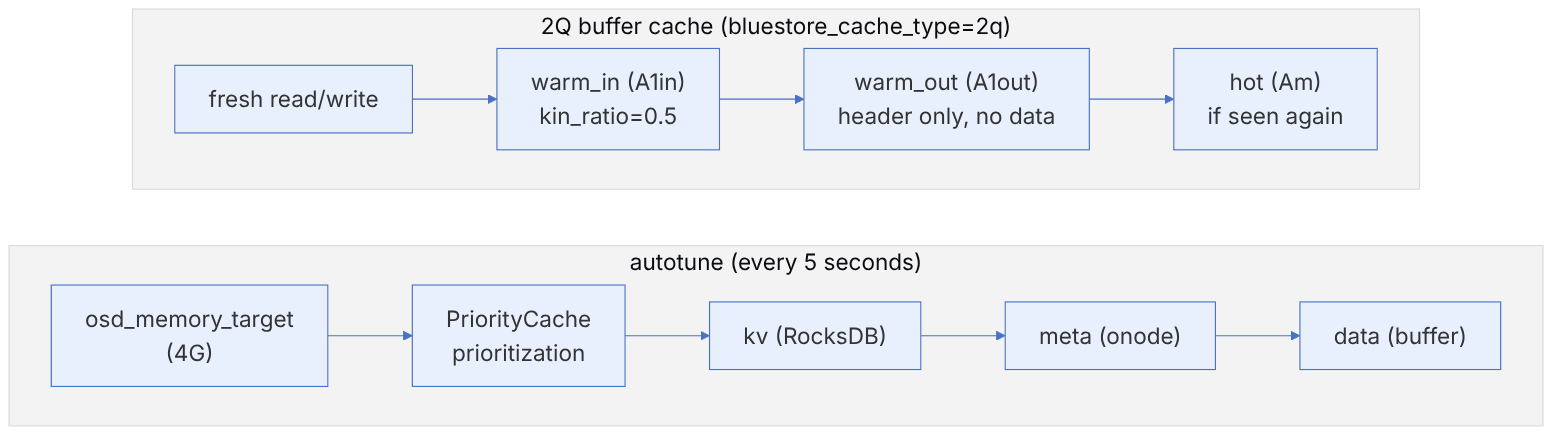 2Q buffer cache (bluestore_cache_type=2q)
fresh read/write
warm_in (A1in)
kin_ratio=0.5
warm_out (A1out)
header only, no data
hot (Am)
if seen again
autotune (every 5 seconds)
osd_memory_target
(4G)
PriorityCache
prioritization
kv (RocksDB)
meta (onode)
data (buffer)